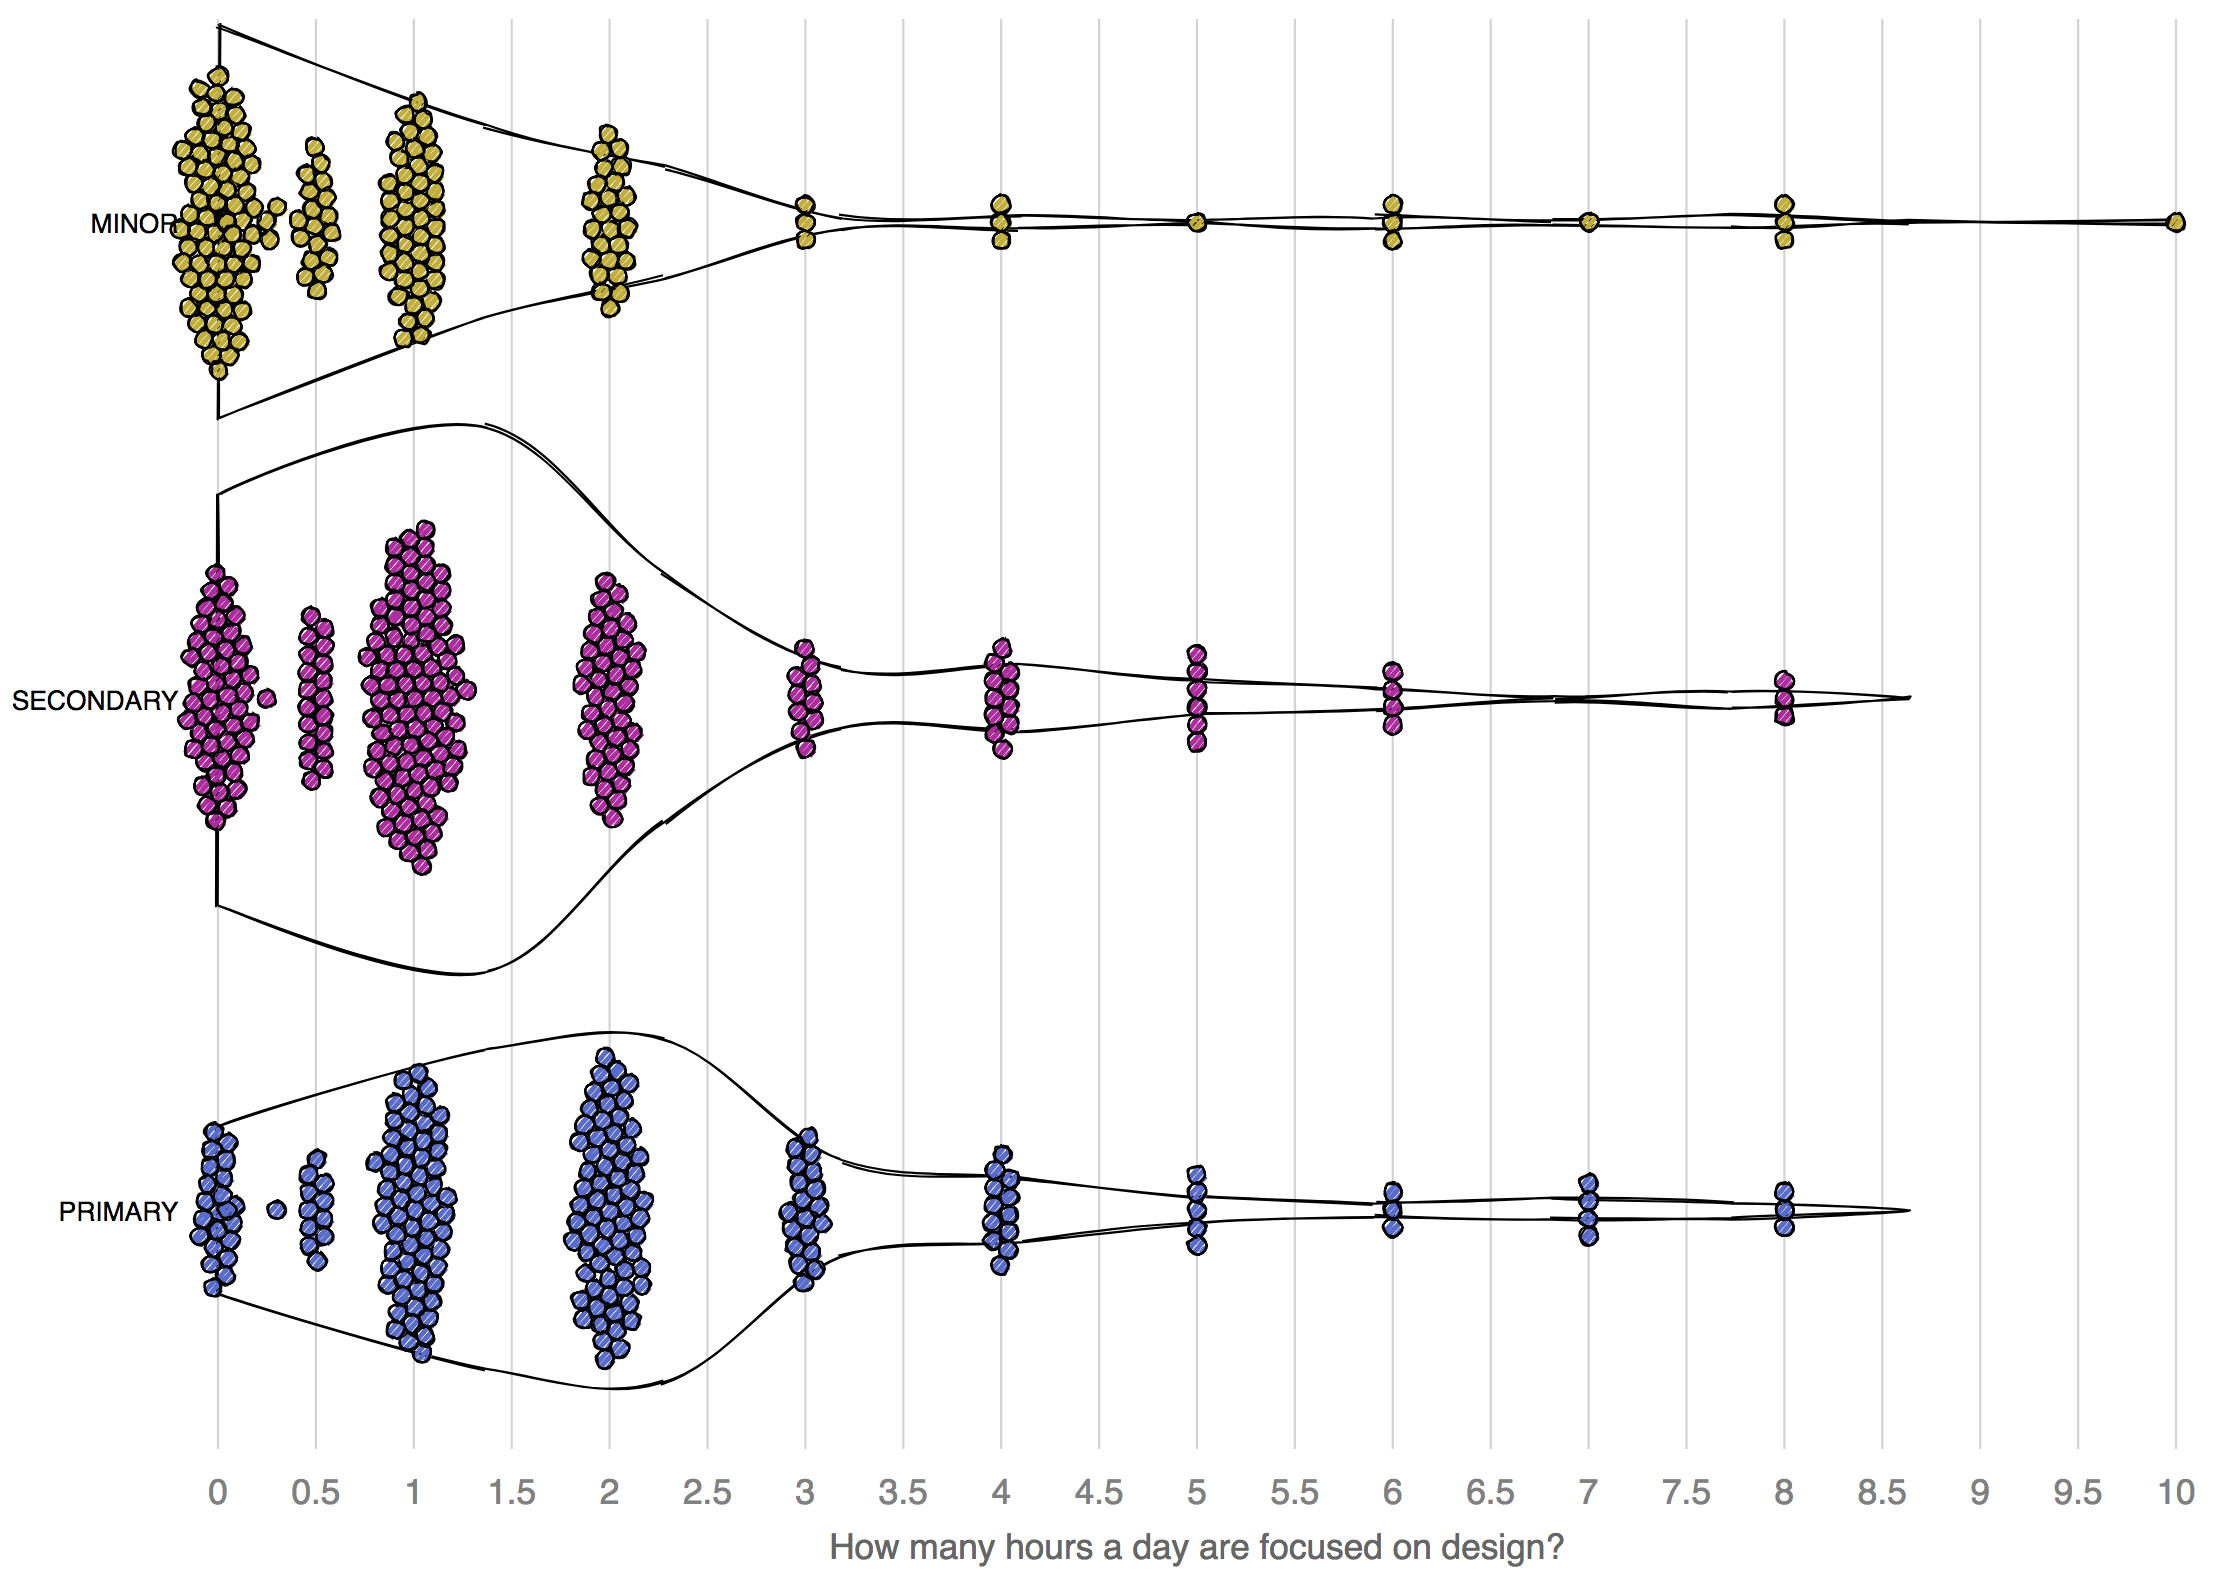 MINOR
SECONDARY
PRIMARY
0 0.5 1 1.5 2 2.5 3 3.5 4 4.5 5 5.5 6 6.5 7 7.5 8 8.5 9 9.5 10
How many hours a day are focused on design?